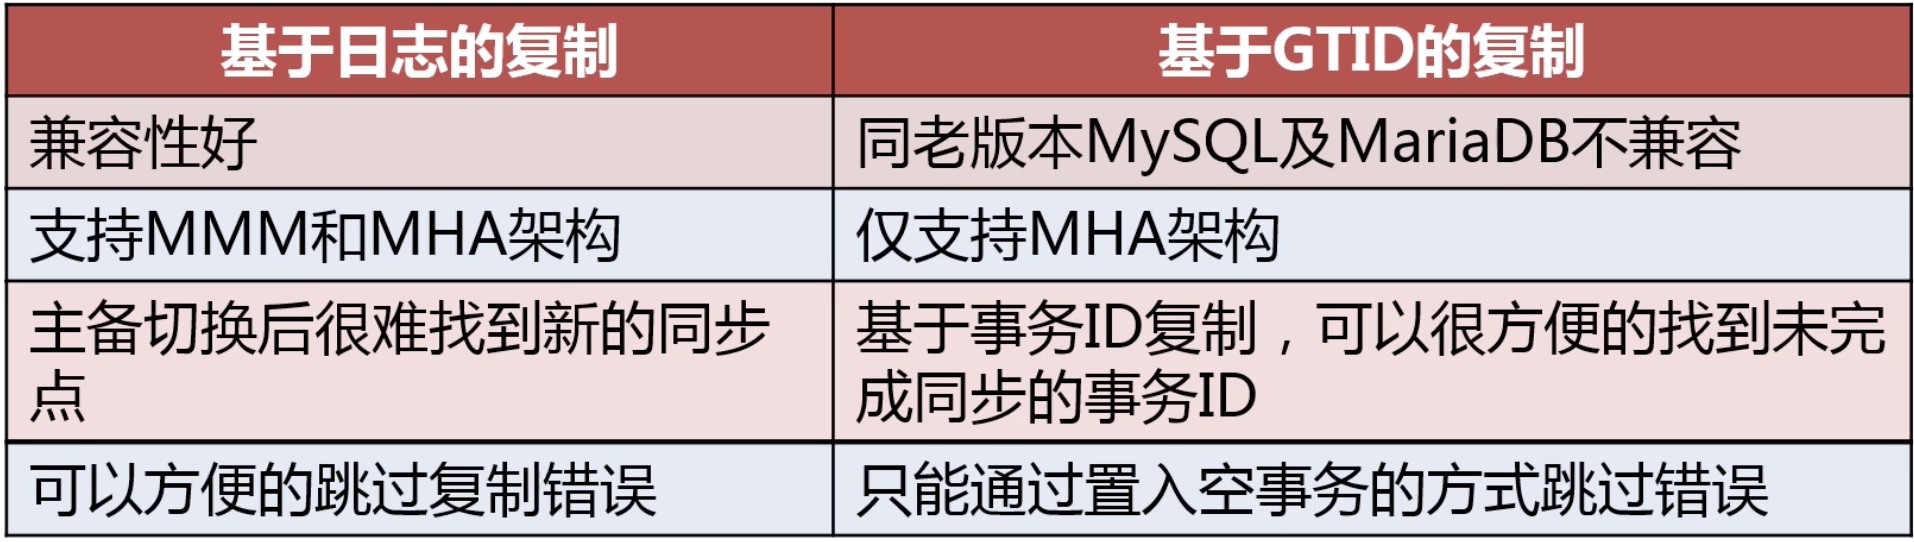 基于日志的复制
基于GTID的复制
兼容性好
同老版本MySQL及MariaDB不兼容
支持MMM和MHA架构
仅支持MHA架构
主备切换后很难找到新的同步
点
基于事务ID复制，可以很方便的找到未完
成同步的事务ID
可以方便的跳过复制错误
只能通过置入空事务的方式跳过错误